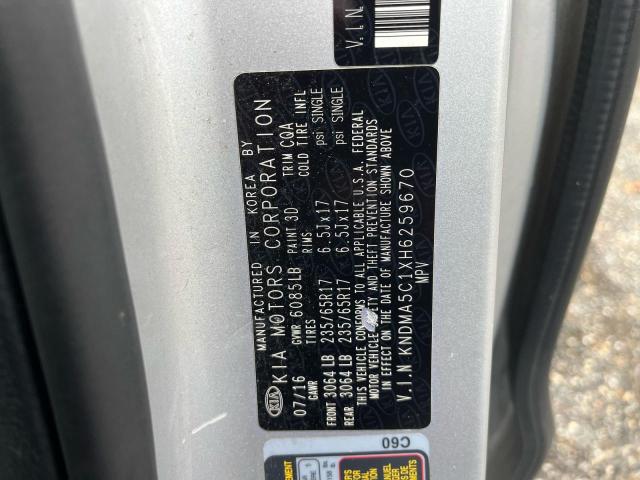 V.I.N
MANUFACTURED IN KOREA BY
KIA KIA MOTORS CORPORATION
07/16 GVWR 6085LB PAINT 3D TRIM CQA
GAWR TIRES RIMS COLD TIRE INFL
FRONT 3064 LB 235/65R17 6.5Jx17 psi SINGLE
REAR 3064 LB 235/65R17 6.5Jx17 psi SINGLE
THIS VEHICLE CONFORMS TO ALL APPLICABLE U.S.A. FEDERAL
MOTOR VEHICLE SAFETY AND THEFT PREVENTION STANDARDS
IN EFFECT ON THE DATE OF MANUFACTURE SHOWN ABOVE
V.I.N KNDMA5C1XH6259670
MPV
C60